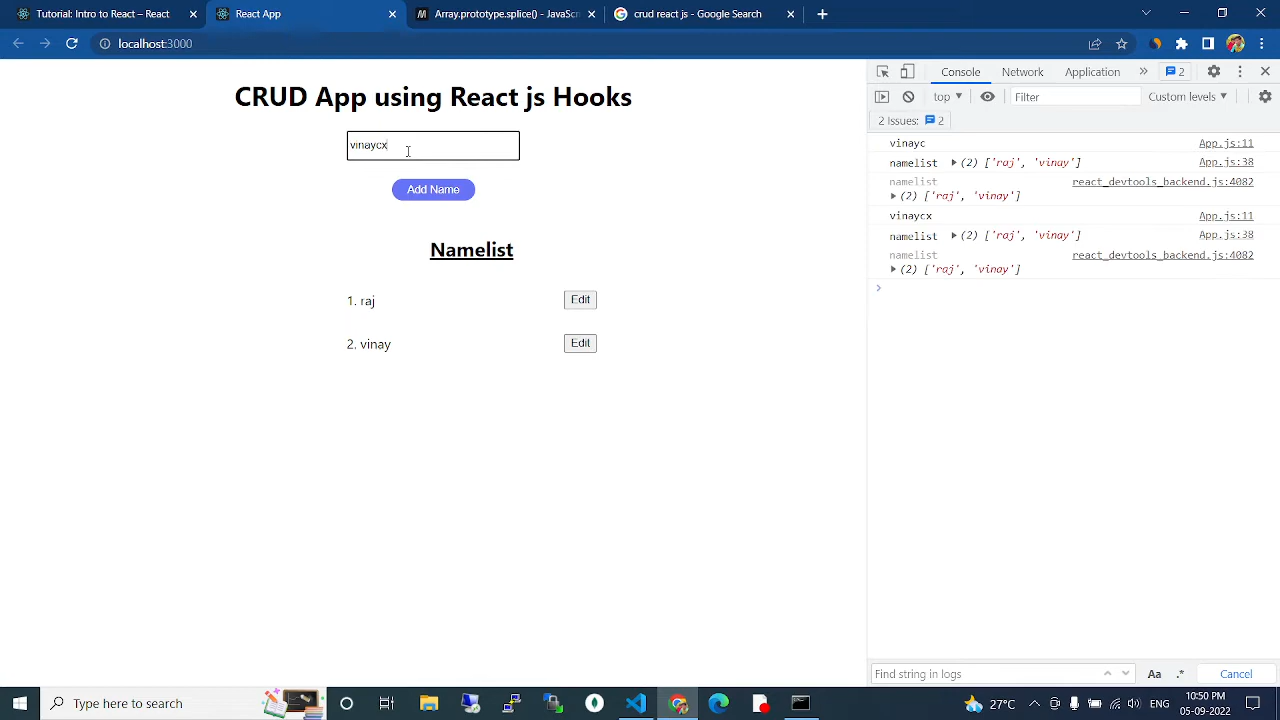 Tutorial: Intro to React – React
React App
Array.prototype.splice() - JavaScr
crud react js - Google Search
localhost:3000
CRUD App using React js Hooks
vinaycx
Add Name
Namelist
1. raj
Edit
2. vinay
Edit
Console
Network
Application
2
top
Filter
Custom levels
2 Issues:
2
vinayc
App.js:11
namelist (2) ['raj', 'vinay']
App.js:38
namelist
react_devtools_backend.js:4082
(2) ['raj', 'vinay']
vinaycx
App.js:11
namelist (2) ['raj', 'vinay']
App.js:38
namelist
react_devtools_backend.js:4082
(2) ['raj', 'vinay']
Find string in logs
Aa
.*
Cancel
Type here to search
ENG
10:50 PM
05-09-2022